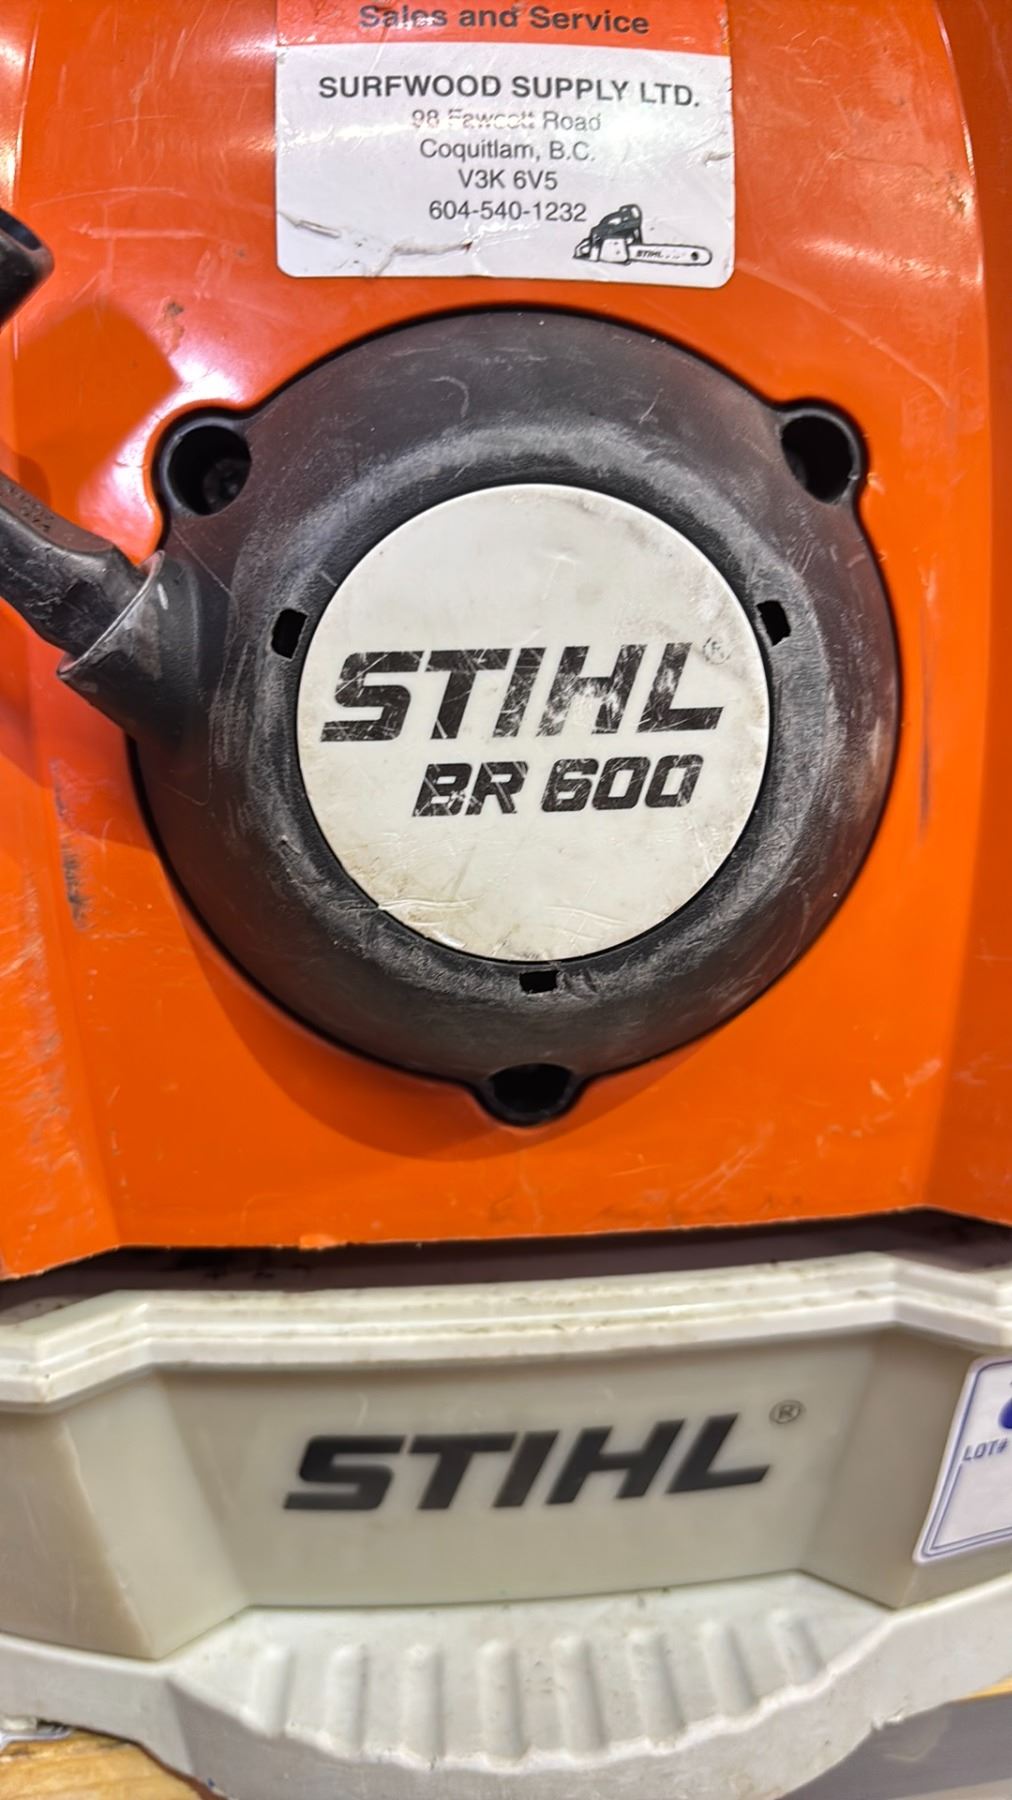 Sales and Service
SURFWOOD SUPPLY LTD.
98 Fawcett Road
Coquitlam, B.C.
V3K 6V5
604-540-1232
STIHL
STIHL®
BR 600
STIHL®
LOT#